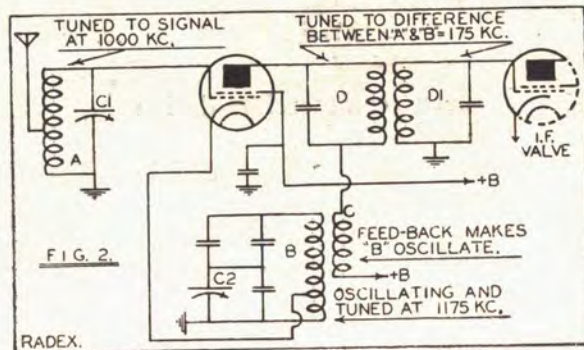 TUNED TO SIGNAL
AT 1000 KC.
TUNED TO DIFFERENCE
BETWEEN "A" & "B" = 175 KC.
C1
A
D
D1
I.F.
VALVE
+B
FIG. 2.
C2
B
C
FEED-BACK MAKES
"B" OSCILLATE.
+B
OSCILLATING AND
TUNED AT 1175 KC.
RADEX.